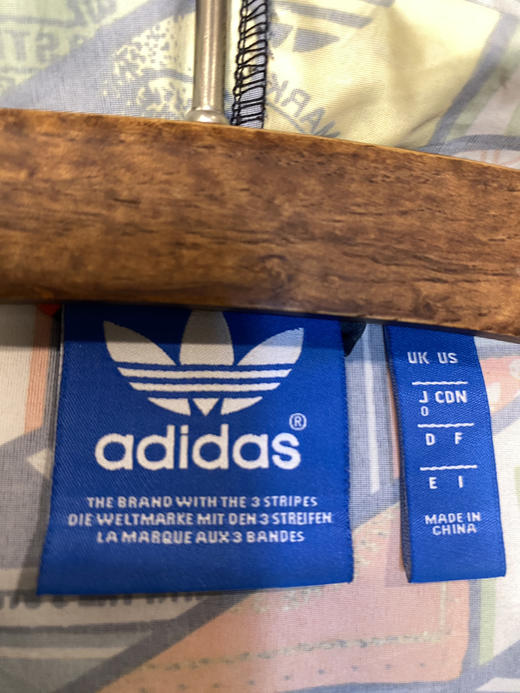 adidas®
THE BRAND WITH THE 3 STRIPES
DIE WELTMARKE MIT DEN 3 STREIFEN
LA MARQUE AUX 3 BANDES
UK US
J CDN
O
D F
E I
MADE IN
CHINA
MARK